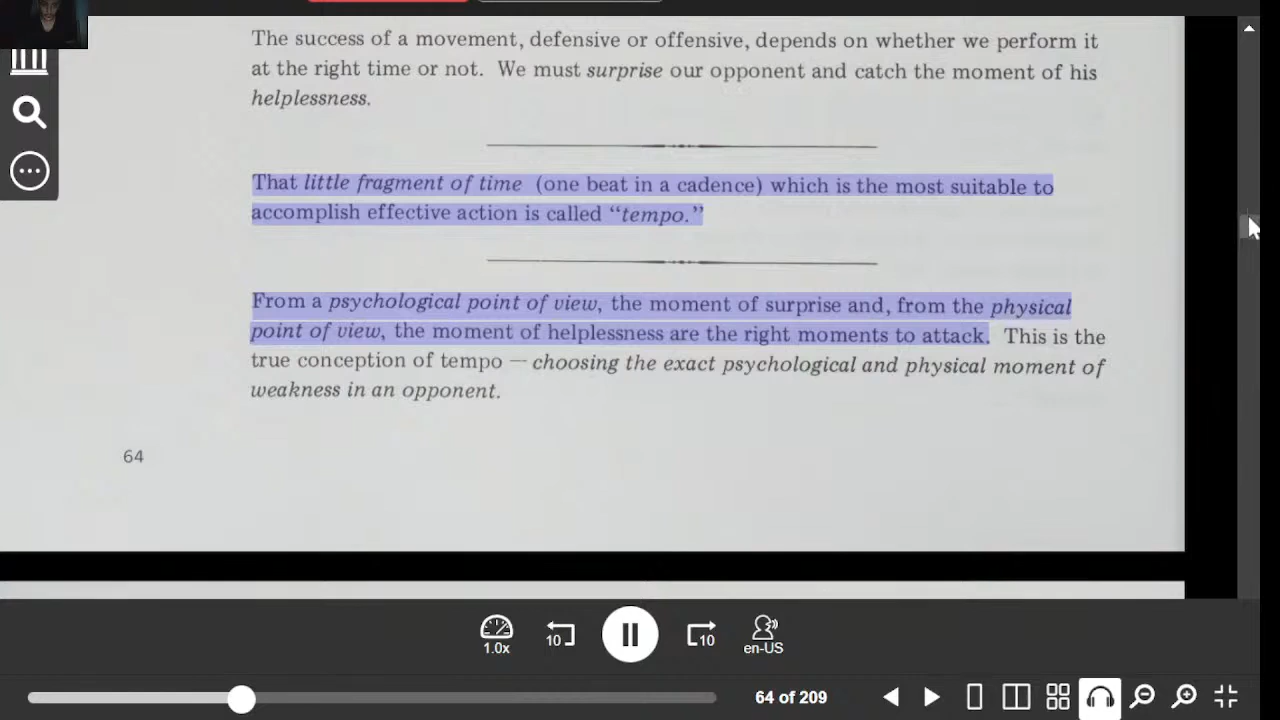 The success of a movement, defensive or offensive, depends on whether we perform it
at the right time or not. We must surprise our opponent and catch the moment of his
helplessness.
That little fragment of time (one beat in a cadence) which is the most suitable to
accomplish effective action is called “tempo.”
From a psychological point of view, the moment of surprise and, from the physical
point of view, the moment of helplessness are the right moments to attack. This is the
true conception of tempo — choosing the exact psychological and physical moment of
weakness in an opponent.
64
1.0x
10
10
en-US
64 of 209